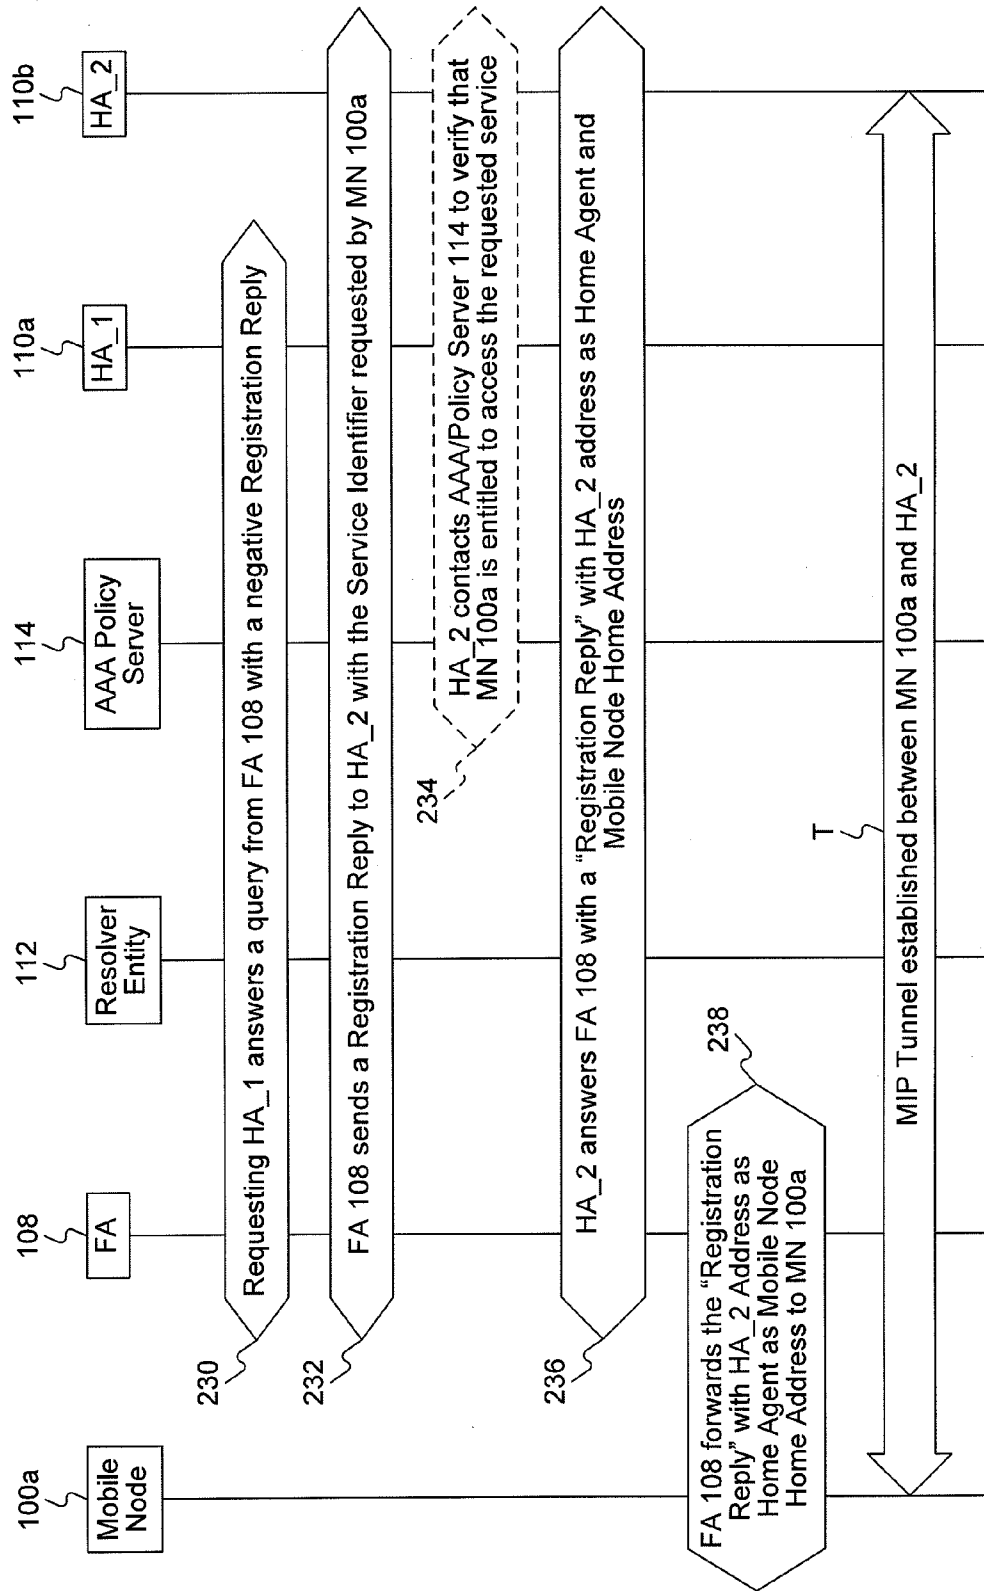 100a
108
112
114
110a
110b
Mobile
Node
FA
Resolver
Entity
AAA Policy
Server
HA_1
HA_2
230
Requesting HA_1 answers a query from FA 108 with a negative Registration Reply
232
FA 108 sends a Registration Reply to HA_2 with the Service Identifier requested by MN 100a
234
HA_2 contacts AAA/Policy Server 114 to verify that
MN 100a is entitled to access the requested service
236
HA_2 answers FA 108 with a “Registration Reply” with HA_2 address as Home Agent and
Mobile Node Home Address
238
FA 108 forwards the “Registration
Reply” with HA_2 Address as
Home Agent as Mobile Node
Home Address to MN 100a
T
MIP Tunnel established between MN 100a and HA_2